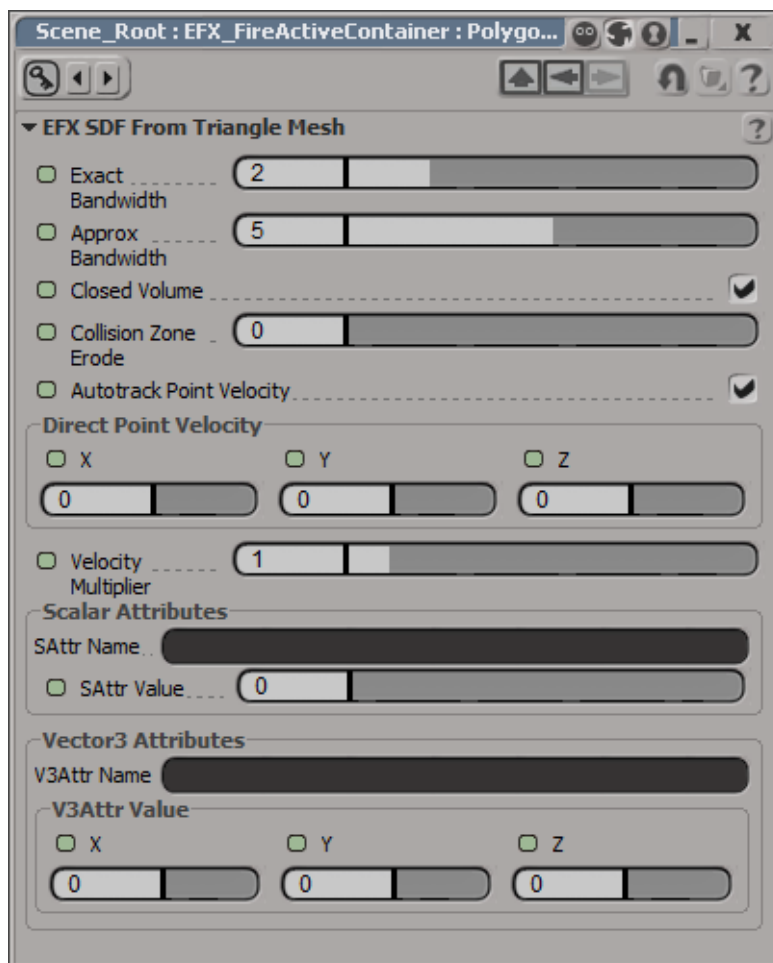 Scene_Root : EFX_FireActiveContainer : Polygo...
EFX SDF From Triangle Mesh
Exact Bandwidth 2
Approx Bandwidth 5
Closed Volume
Collision Zone Erode 0
Autotrack Point Velocity
Direct Point Velocity
X Y Z
0 0 0
Velocity Multiplier 1
Scalar Attributes
SAttr Name
SAttr Value 0
Vector3 Attributes
V3Attr Name
V3Attr Value
X Y Z
0 0 0